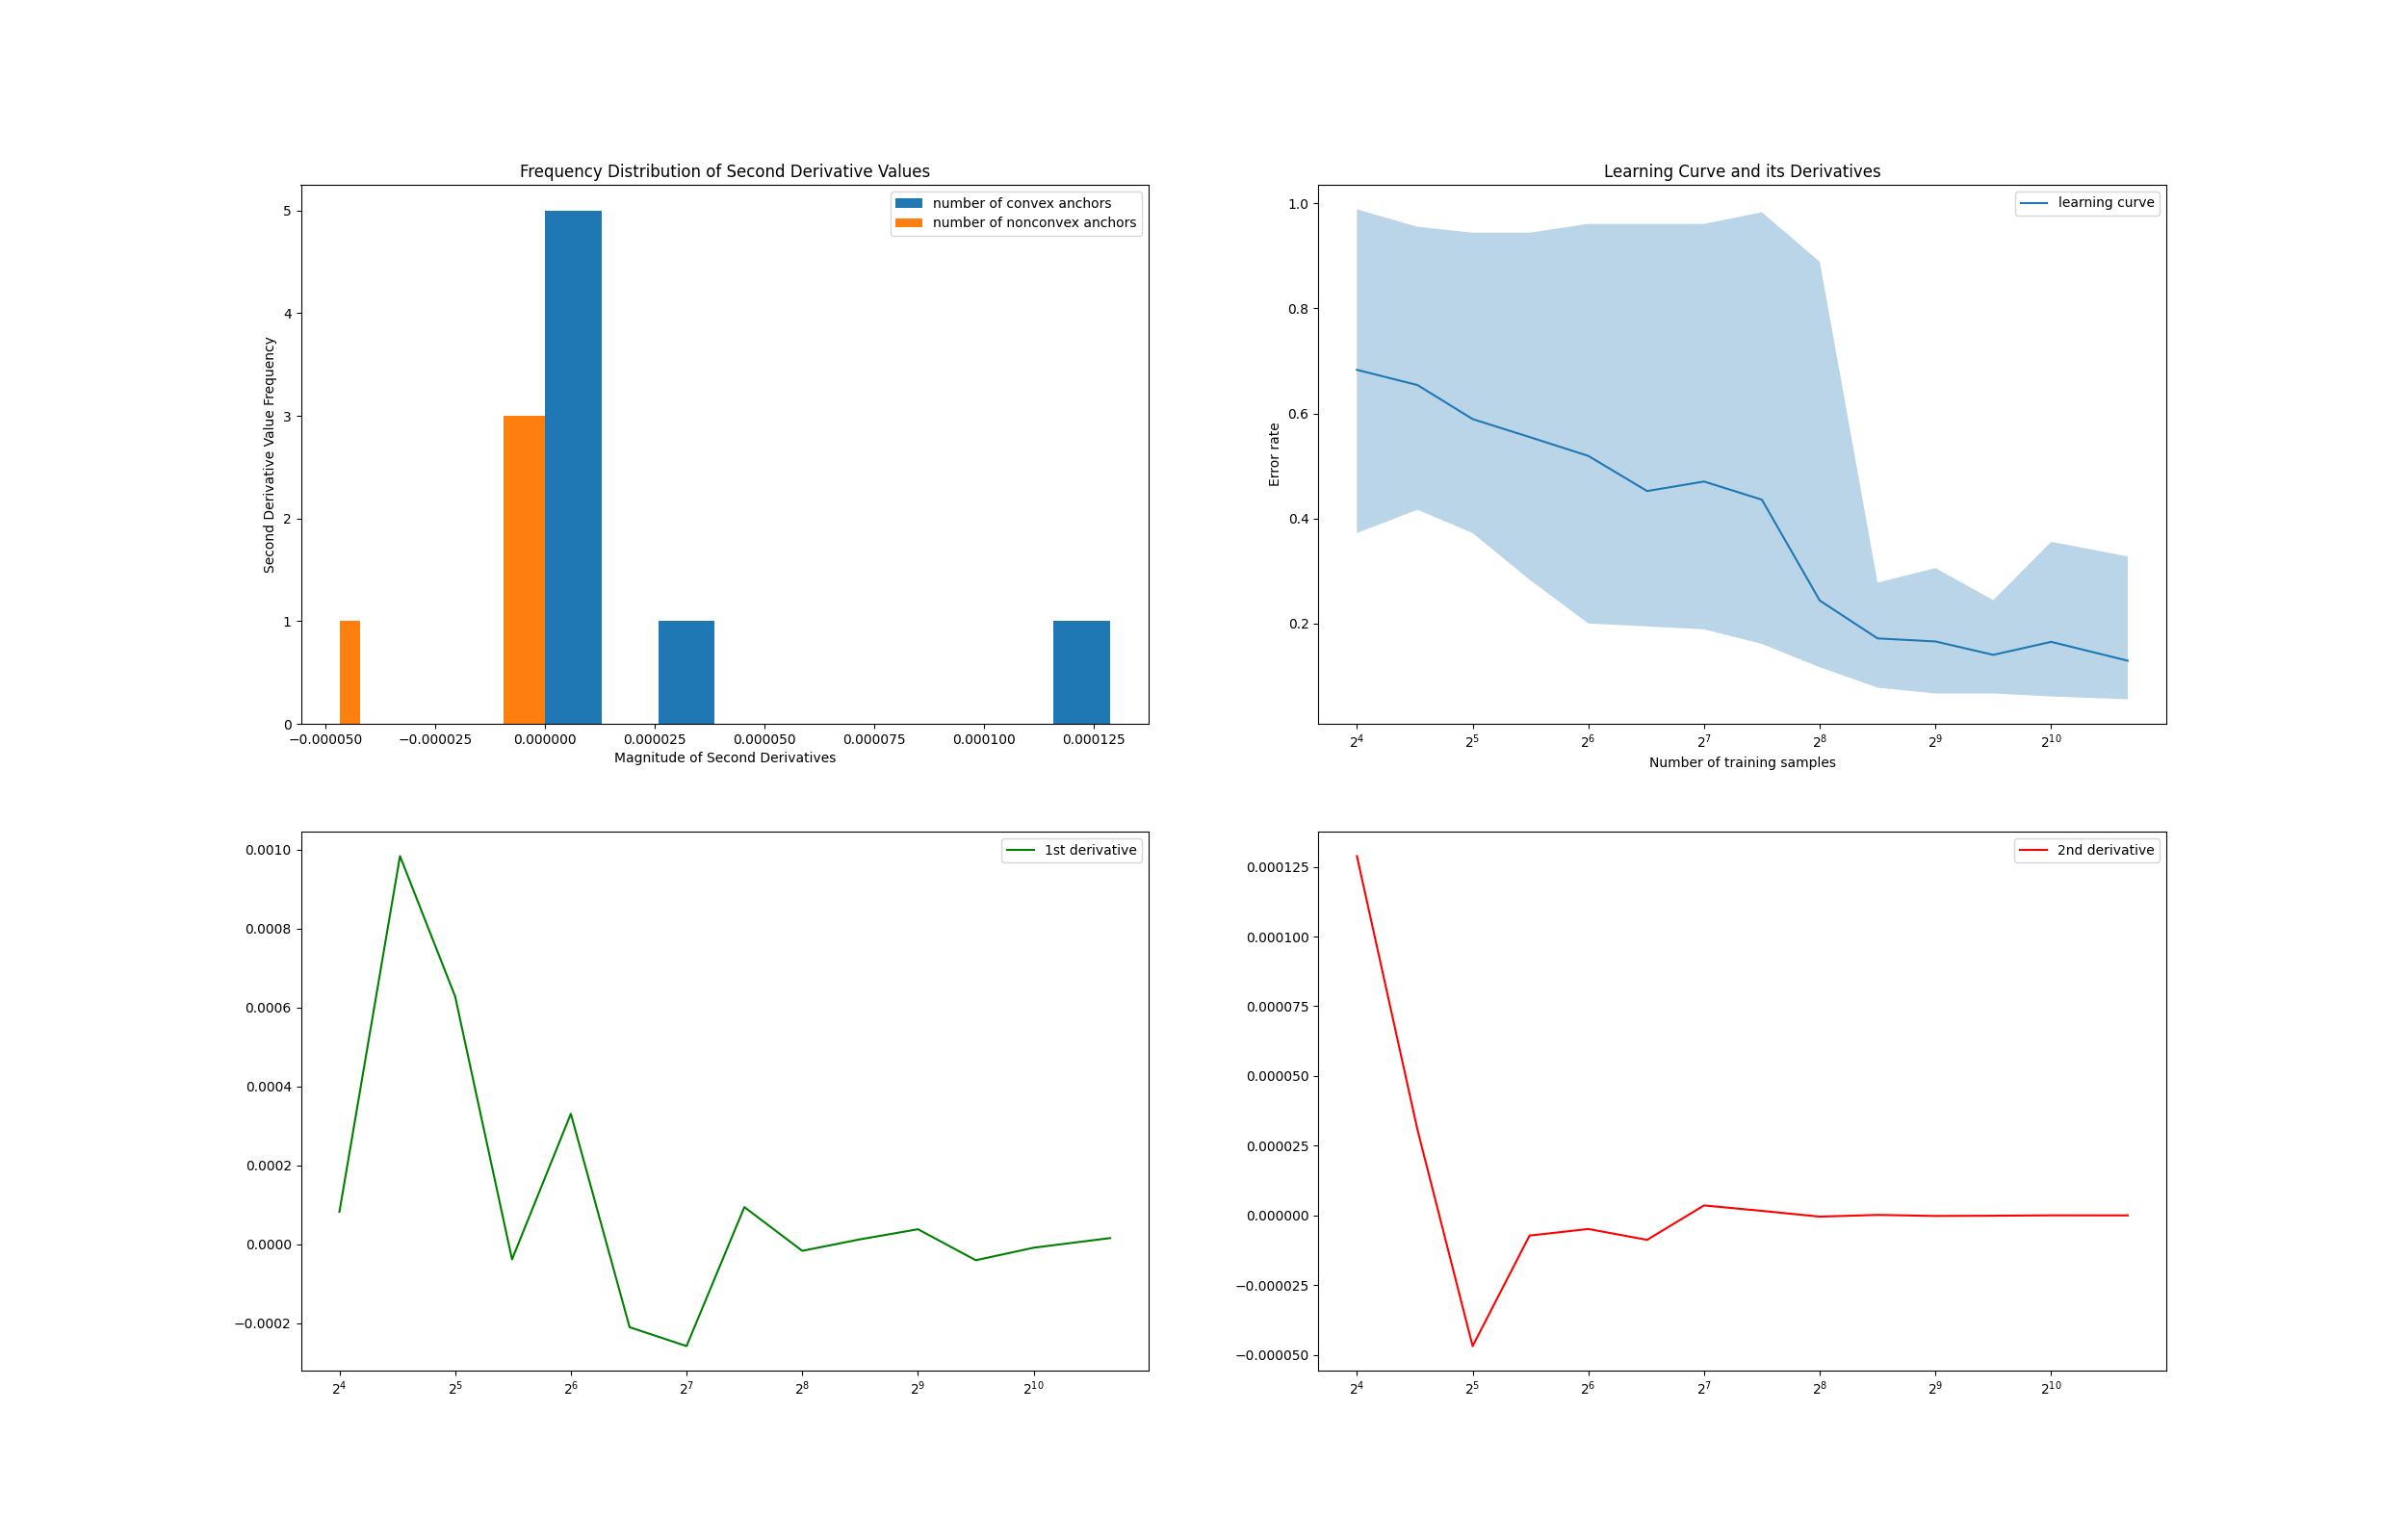 Frequency Distribution of Second Derivative Values
number of convex anchors
number of nonconvex anchors
Second Derivative Value Frequency
5
4
3
2
1
0
−0.000050 −0.000025 0.000000 0.000025 0.000050 0.000075 0.000100 0.000125
Magnitude of Second Derivatives
Learning Curve and its Derivatives
learning curve
Error rate
1.0
0.8
0.6
0.4
0.2
2⁴ 2⁵ 2⁶ 2⁷ 2⁸ 2⁹ 2¹⁰
Number of training samples
1st derivative
0.0010
0.0008
0.0006
0.0004
0.0002
0.0000
−0.0002
2⁴ 2⁵ 2⁶ 2⁷ 2⁸ 2⁹ 2¹⁰
2nd derivative
0.000125
0.000100
0.000075
0.000050
0.000025
0.000000
−0.000025
−0.000050
2⁴ 2⁵ 2⁶ 2⁷ 2⁸ 2⁹ 2¹⁰